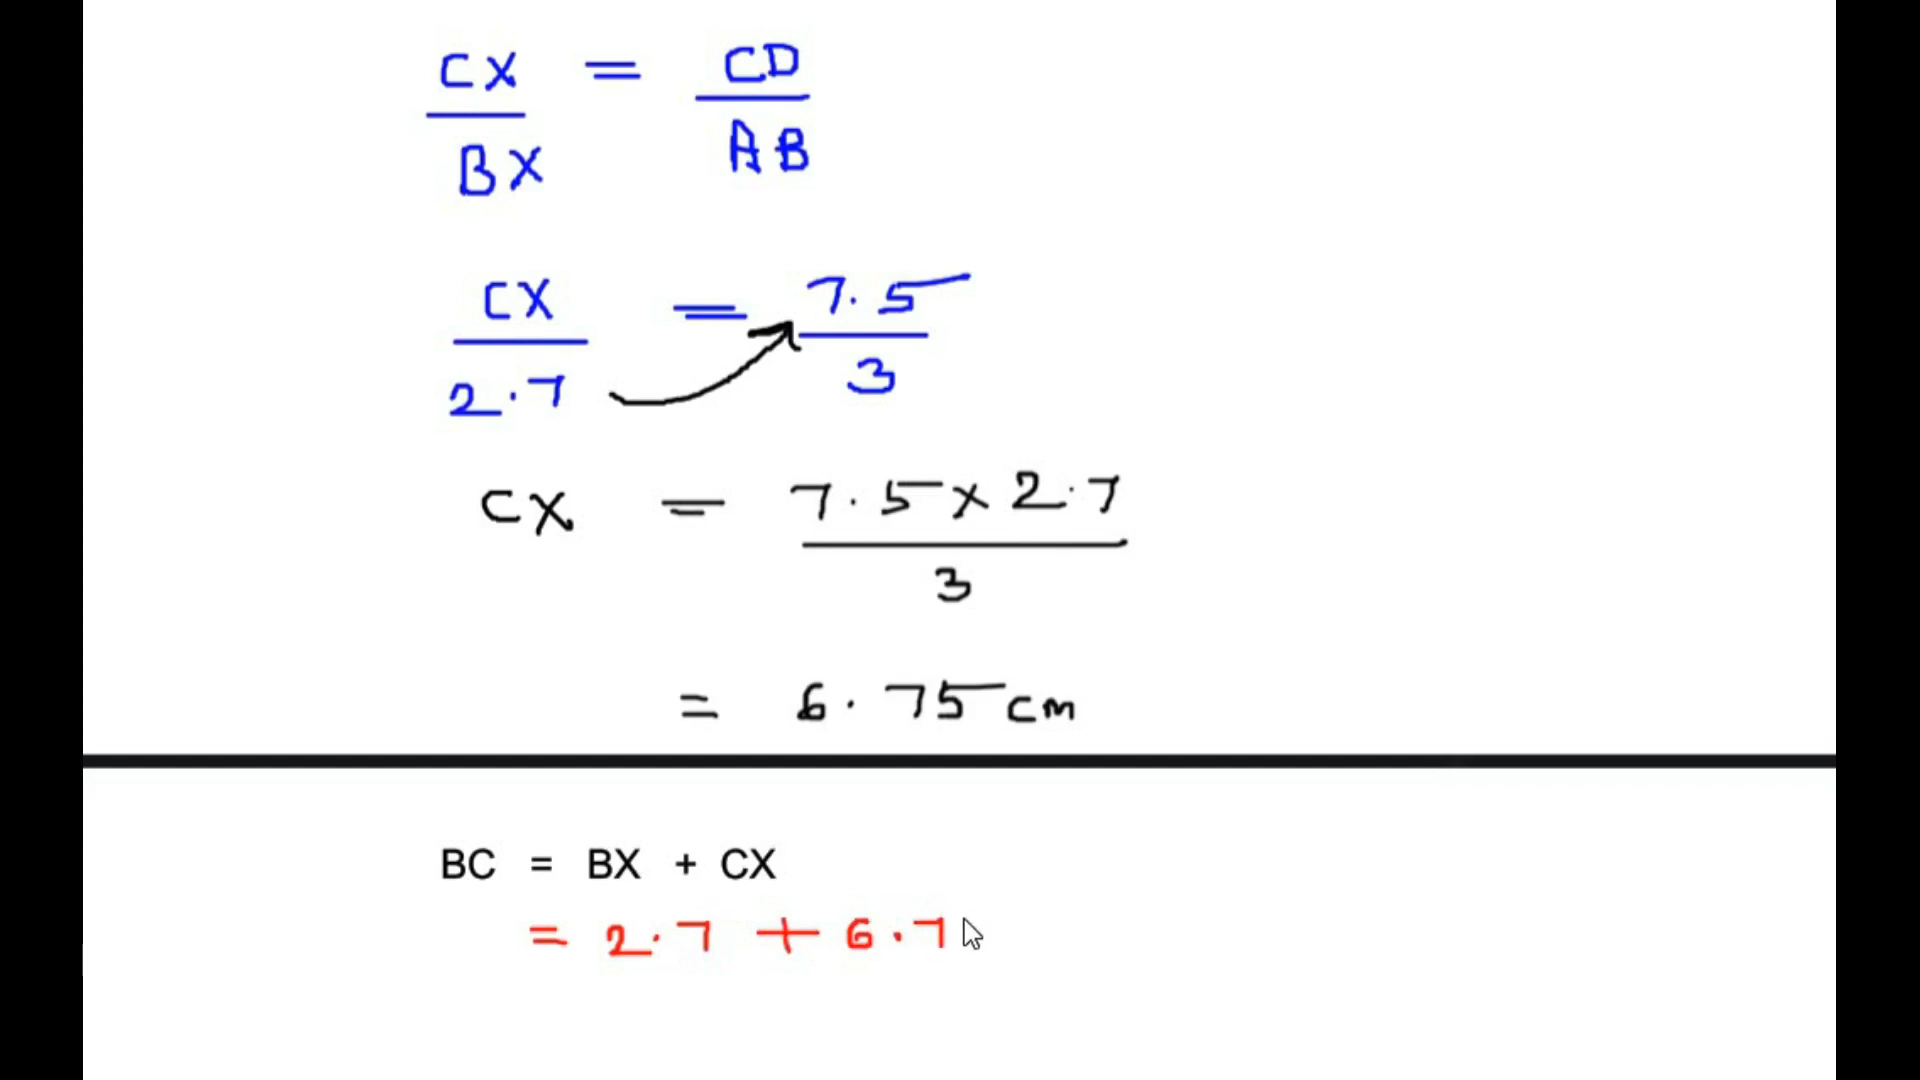 CX = CD
BX AB
CX = 7.5
2.7 3
CX = 7.5 x 2.7
3
= 6.75 cm
BC = BX + CX
= 2.7 + 6.7